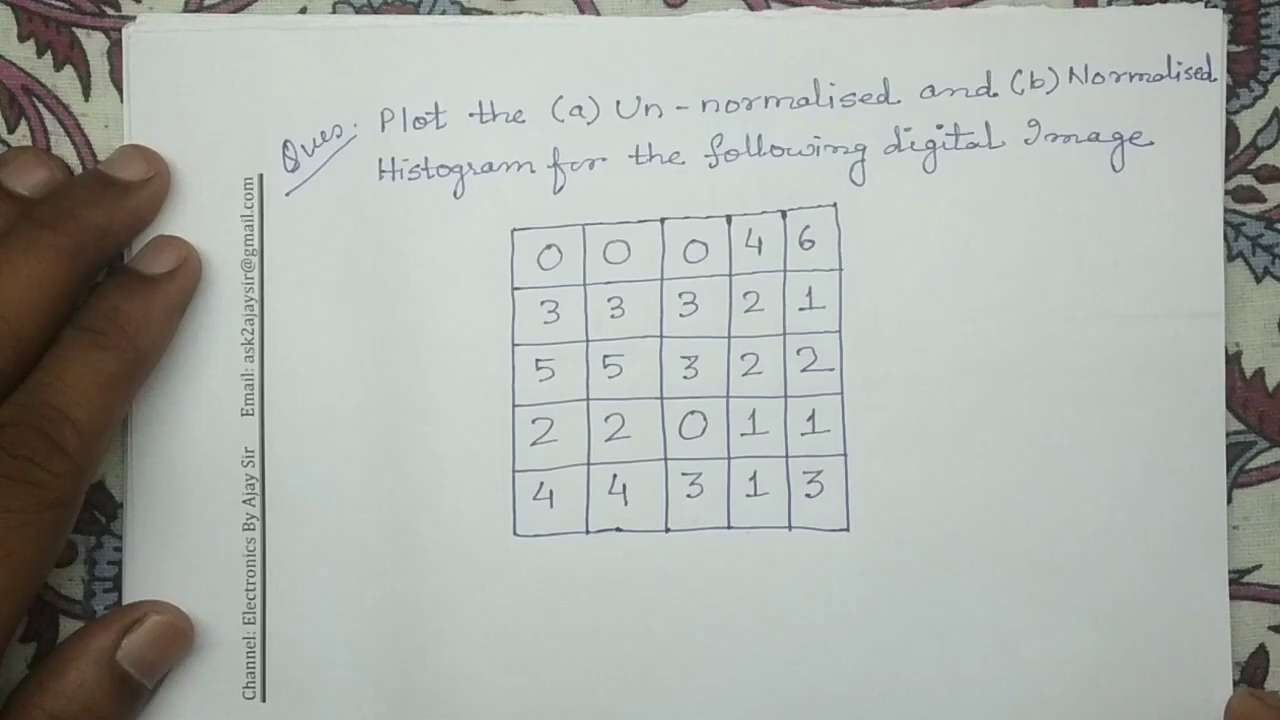 Ques. Plot the (a) Un-normalised and (b) Normalised
Histogram for the following digital Image
0 0 0 4 6
3 3 3 2 1
5 5 3 2 2
2 2 0 1 1
4 4 3 1 3
Channel: Electronics By Ajay Sir Email: ask2ajaysir@gmail.com